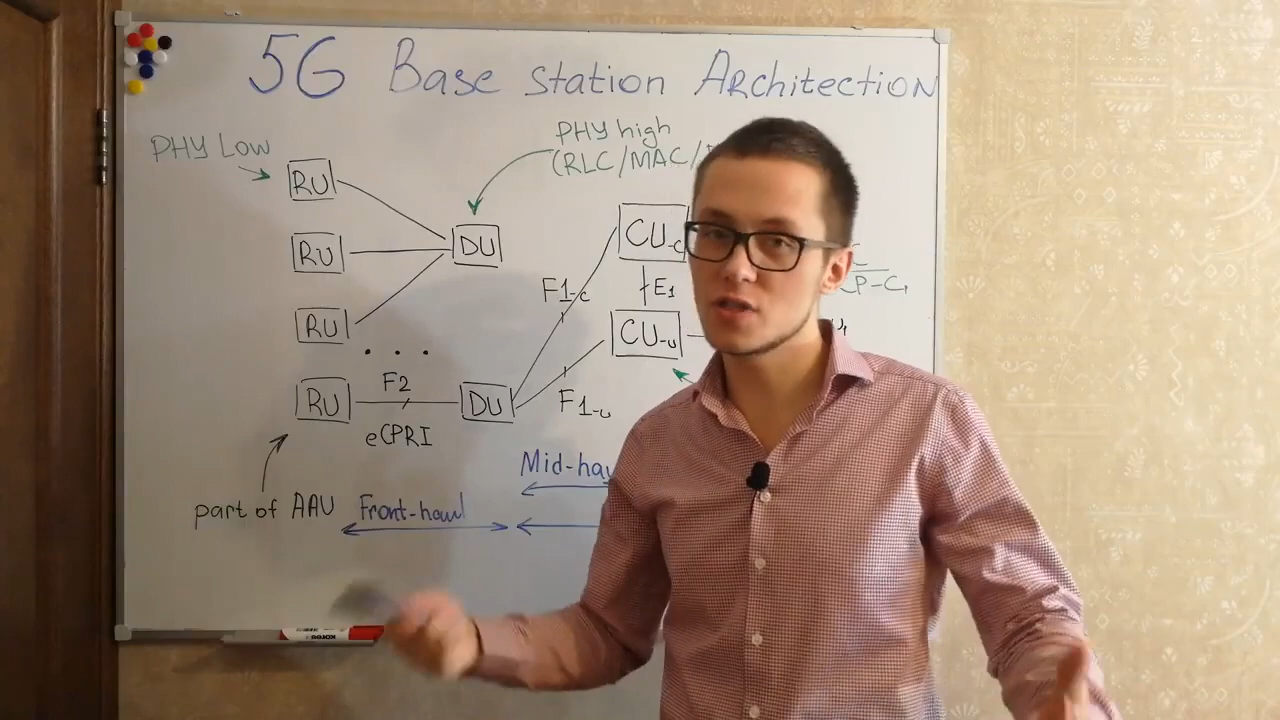 5G Base station Architection
PHY Low
PHY high
(RLC/MAC/
RU
RU
RU
RU
DU
DU
CU-c
E1
CU-u
F1-c
F1-u
F2
eCPRI
part of AAU
Front-haul
Mid-hau
kores